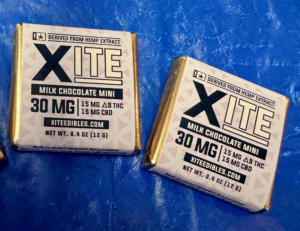 DERIVED FROM HEMP EXTRACT
XITE
MILK CHOCOLATE MINI
30 MG
15 MG Δ9 THC
15 MG CBD
XITEEDIBLES.COM
NET WT. 0.4 OZ (12 G)
DERIVED FROM HEMP EXTRACT
XITE
MILK CHOCOLATE MINI
30 MG
15 MG Δ9 THC
15 MG CBD
XITEEDIBLES.COM
NET WT. 0.4 OZ (12 G)